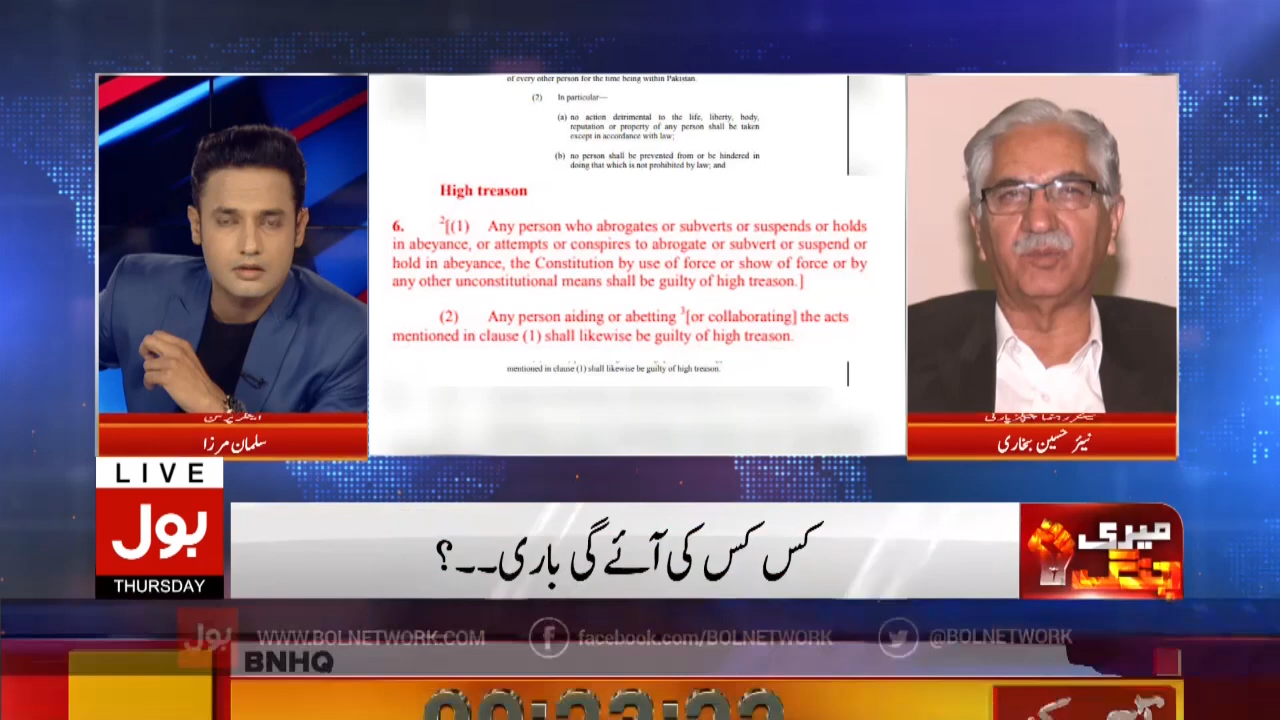 of every other person for the time being within Pakistan.
(2) In particular—
(a) no action detrimental to the life, liberty, body,
reputation or property of any person shall be taken
except in accordance with law;
(b) no person shall be prevented from or be hindered in
doing that which is not prohibited by law; and
High treason
6. 2[(1) Any person who abrogates or subverts or suspends or holds
in abeyance, or attempts or conspires to abrogate or subvert or suspend or
hold in abeyance, the Constitution by use of force or show of force or by
any other unconstitutional means shall be guilty of high treason.]
(2) Any person aiding or abetting 3[or collaborating] the acts
mentioned in clause (1) shall likewise be guilty of high treason.
mentioned in clause (1) shall likewise be guilty of high treason.
سلمان مرزا
نیئر حسین بخاری
LIVE
بول
THURSDAY
کس کس کی آئے گی باری۔۔؟
میری جنگ
بول
WWW.BOLNETWORK.COM
facebook.com/BOLNETWORK
@BOLNETWORK
BNHQ